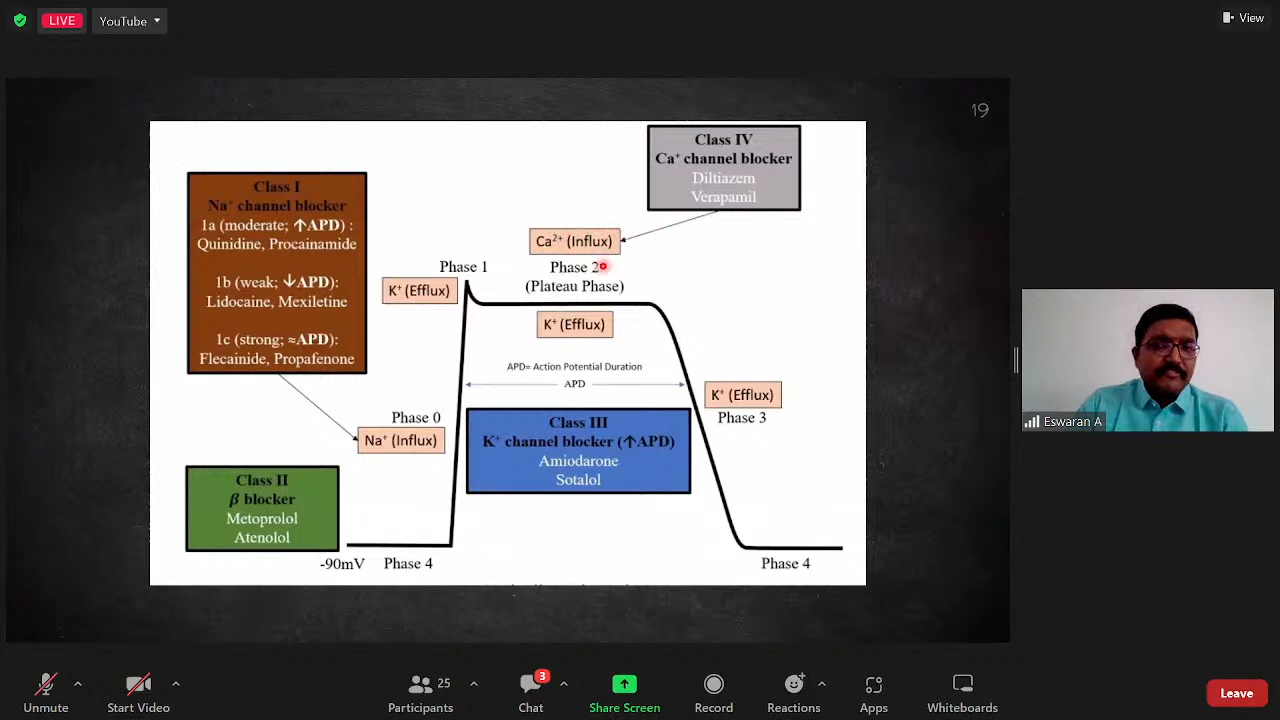 LIVE
YouTube
View
19
Class IV
Ca⁺ channel blocker
Diltiazem
Verapamil
Class I
Na⁺ channel blocker
1a (moderate; ↑APD) :
Quinidine, Procainamide
1b (weak; ↓APD):
Lidocaine, Mexiletine
1c (strong; ≈APD):
Flecainide, Propafenone
Ca²⁺ (Influx)
Phase 2
(Plateau Phase)
Phase 1
K⁺ (Efflux)
K⁺ (Efflux)
APD= Action Potential Duration
APD
K⁺ (Efflux)
Phase 3
Phase 0
Na⁺ (Influx)
Class III
K⁺ channel blocker (↑APD)
Amiodarone
Sotalol
Class II
β blocker
Metoprolol
Atenolol
-90mV
Phase 4
Phase 4
Eswaran A
Unmute
Start Video
25
Participants
3
Chat
Share Screen
Record
Reactions
Apps
Whiteboards
Leave